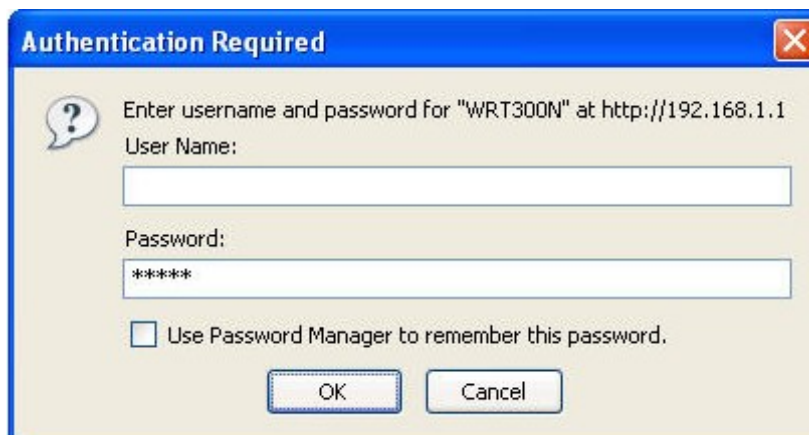 Authentication Required
Enter username and password for "WRT300N" at http://192.168.1.1
User Name:
Password:
*****
Use Password Manager to remember this password.
OK Cancel